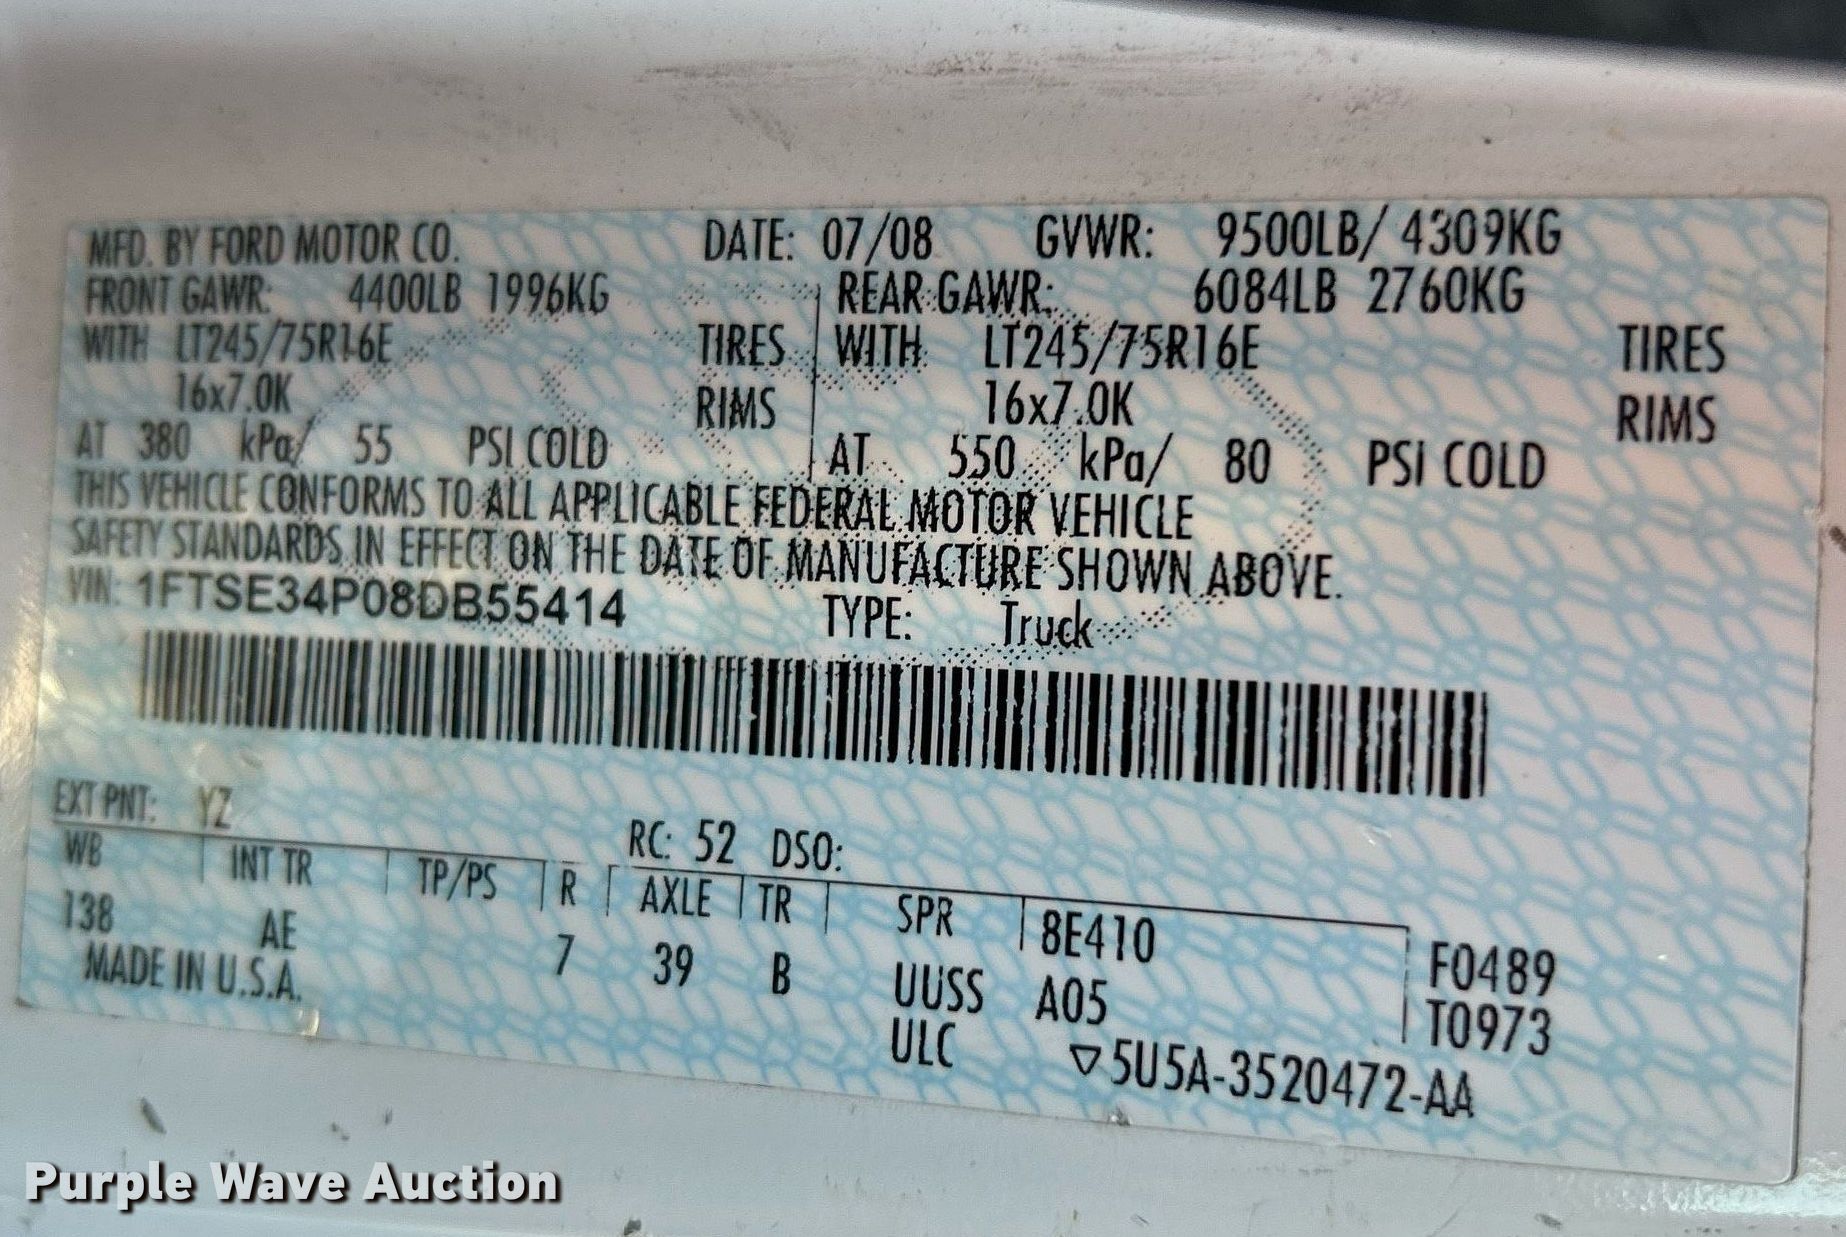 MFD. BY FORD MOTOR CO. DATE: 07/08 GVWR: 9500LB/ 4309KG
FRONT GAWR: 4400LB 1996KG REAR GAWR: 6084LB 2760KG
WITH LT245/75R16E TIRES WITH LT245/75R16E TIRES
16x7.0K RIMS 16x7.0K RIMS
AT 380 kPa/ 55 PSI COLD AT 550 kPa/ 80 PSI COLD
THIS VEHICLE CONFORMS TO ALL APPLICABLE FEDERAL MOTOR VEHICLE
SAFETY STANDARDS IN EFFECT ON THE DATE OF MANUFACTURE SHOWN ABOVE.
VIN: 1FTSE34P08DB55414 TYPE: Truck
EXT PNT: YZ RC: 52 DSO:
WB INT TR TP/PS R AXLE TR SPR 8E410 F0489
138 AE 7 39 B UUSS A05 T0973
MADE IN U.S.A. ULC ▽5U5A-3520472-AA
Purple Wave Auction